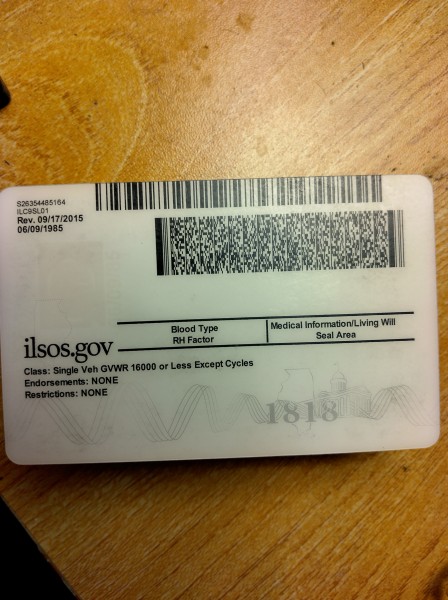 S26354485164
ILC9SL01
Rev. 09/17/2015
06/09/1985
ilsos.gov
Blood Type
RH Factor
Medical Information/Living Will
Seal Area
Class: Single Veh GVWR 16000 or Less Except Cycles
Endorsements: NONE
Restrictions: NONE
1818